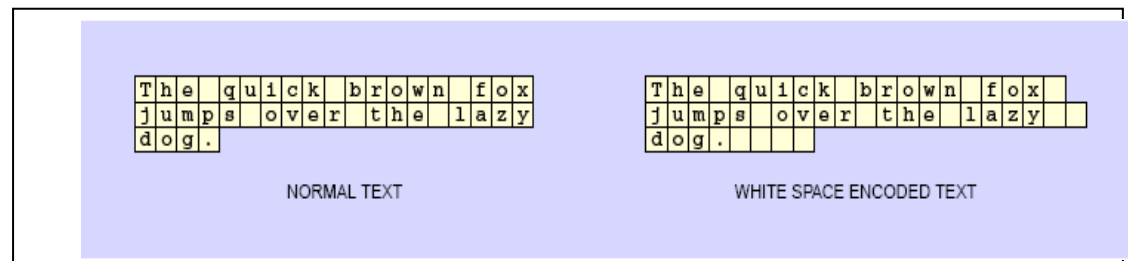 The quick brown fox
jumps over the lazy
dog.
NORMAL TEXT
The quick brown fox
jumps over the lazy
dog.
WHITE SPACE ENCODED TEXT